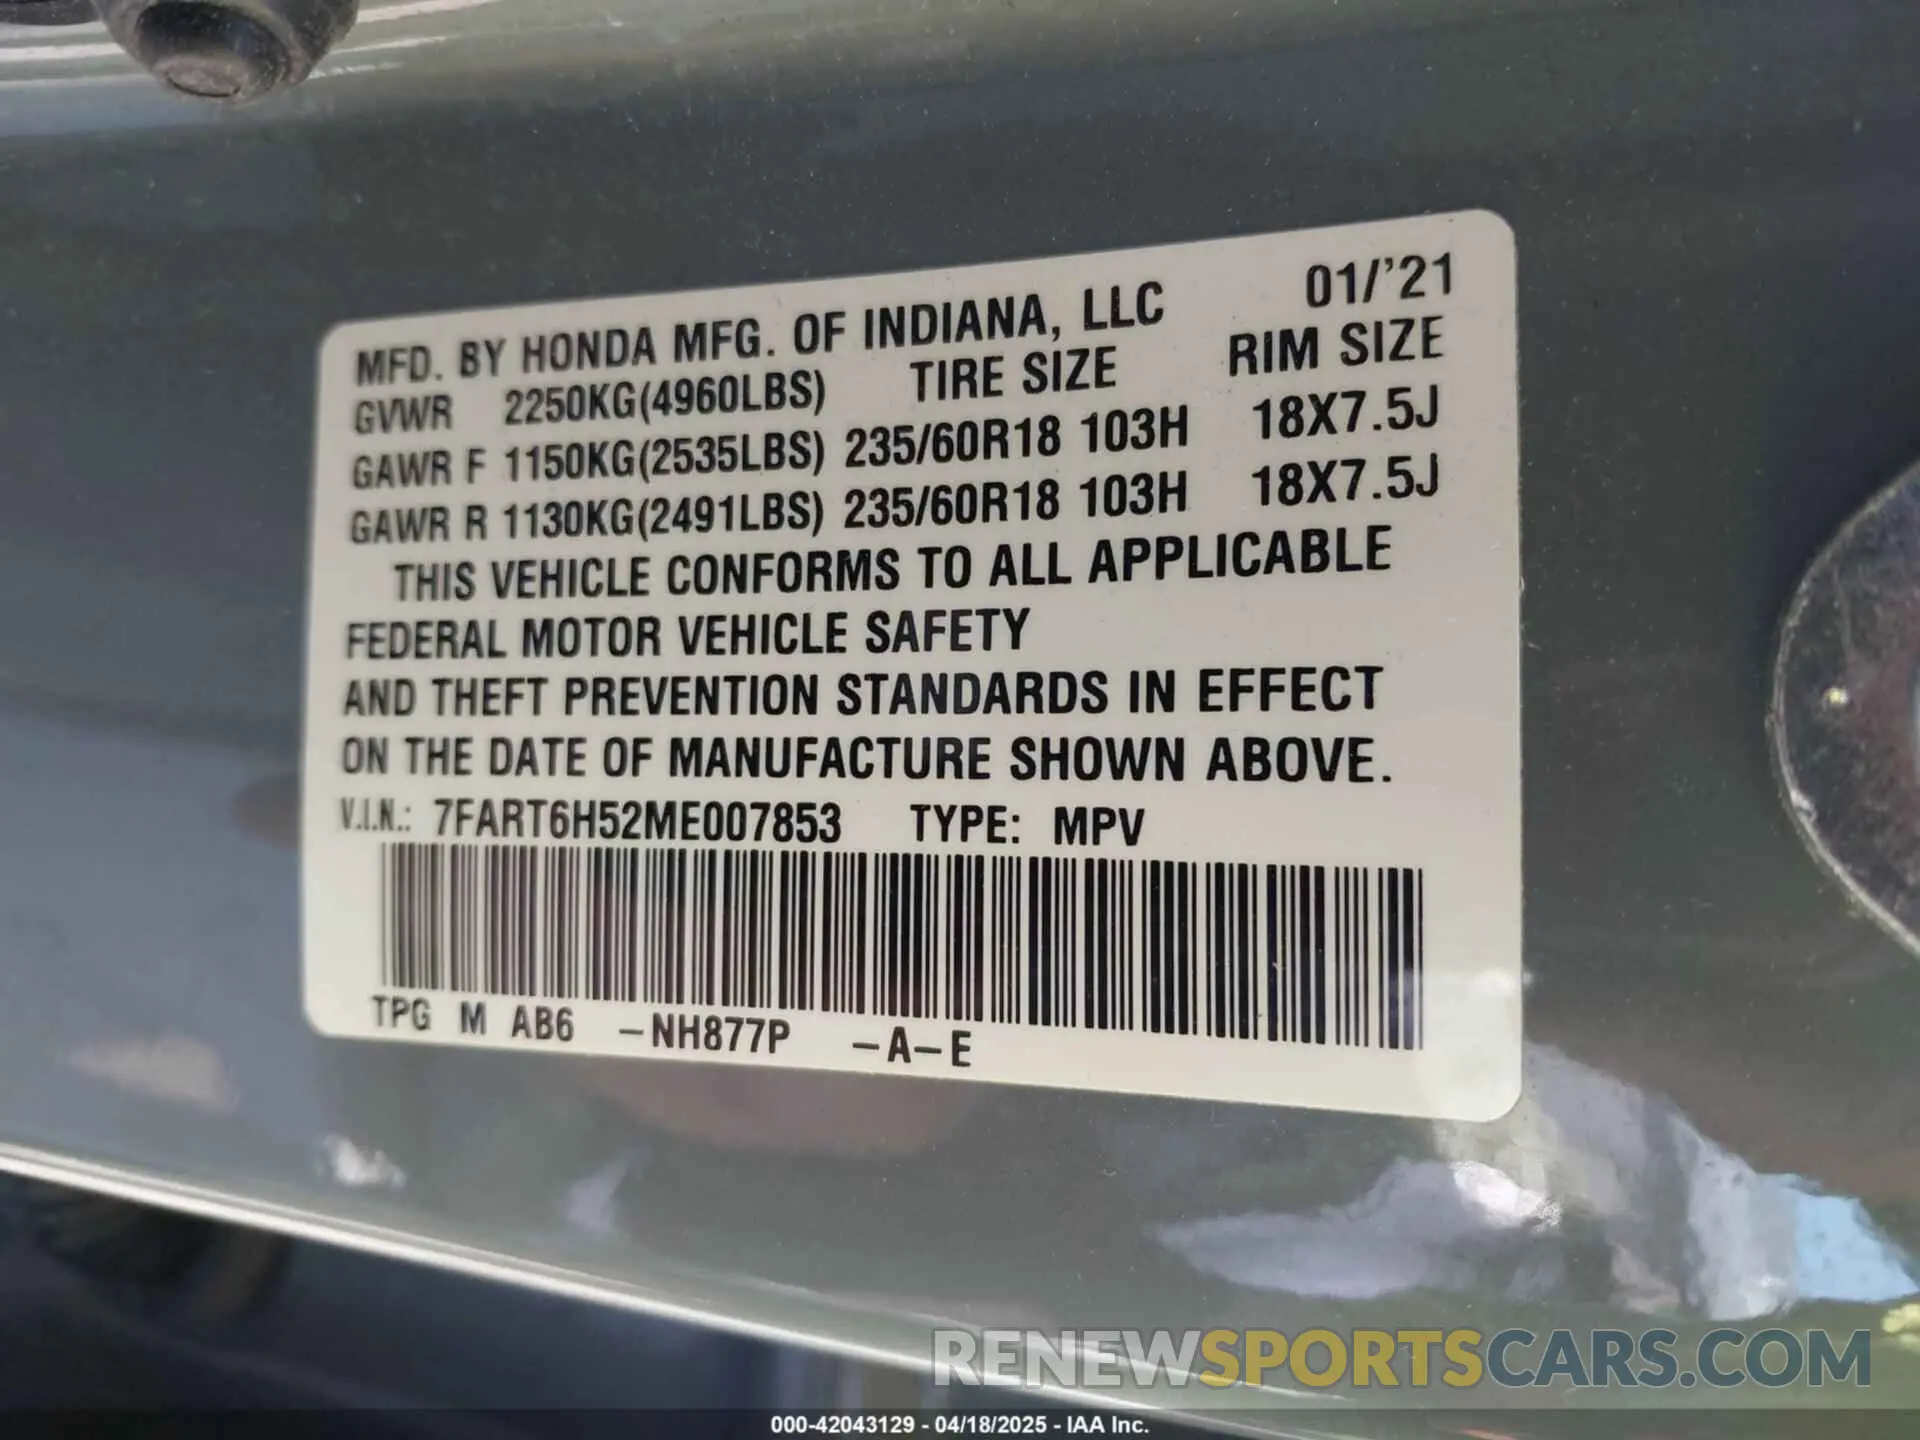 MFD. BY HONDA MFG. OF INDIANA, LLC 01/'21
GVWR 2250KG(4960LBS) TIRE SIZE RIM SIZE
GAWR F 1150KG(2535LBS) 235/60R18 103H 18X7.5J
GAWR R 1130KG(2491LBS) 235/60R18 103H 18X7.5J
THIS VEHICLE CONFORMS TO ALL APPLICABLE
FEDERAL MOTOR VEHICLE SAFETY
AND THEFT PREVENTION STANDARDS IN EFFECT
ON THE DATE OF MANUFACTURE SHOWN ABOVE.
V.I.N.: 7FART6H52ME007853 TYPE: MPV
TPG M AB6 -NH877P -A-E
RENEWSPORTSCARS.COM
000-42043129 - 04/18/2025 - IAA Inc.